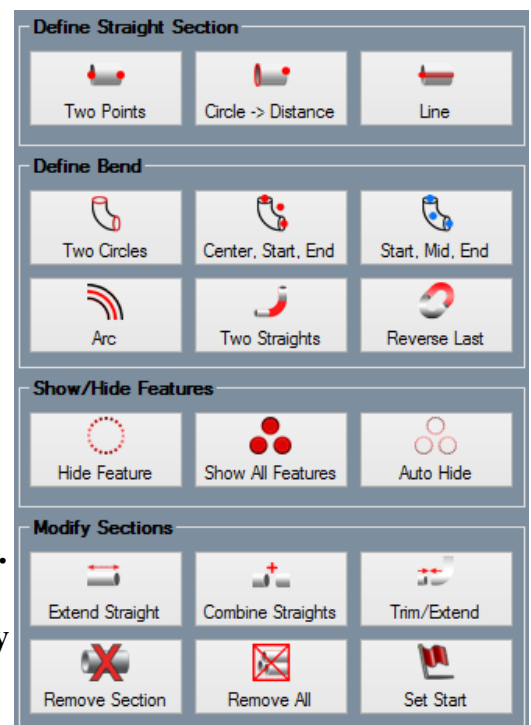 Define Straight Section
Two Points
Circle -> Distance
Line
Define Bend
Two Circles
Center, Start, End
Start, Mid, End
Arc
Two Straights
Reverse Last
Show/Hide Features
Hide Feature
Show All Features
Auto Hide
Modify Sections
.
Extend Straight
Combine Straights
Trim/Extend
y
Remove Section
Remove All
Set Start